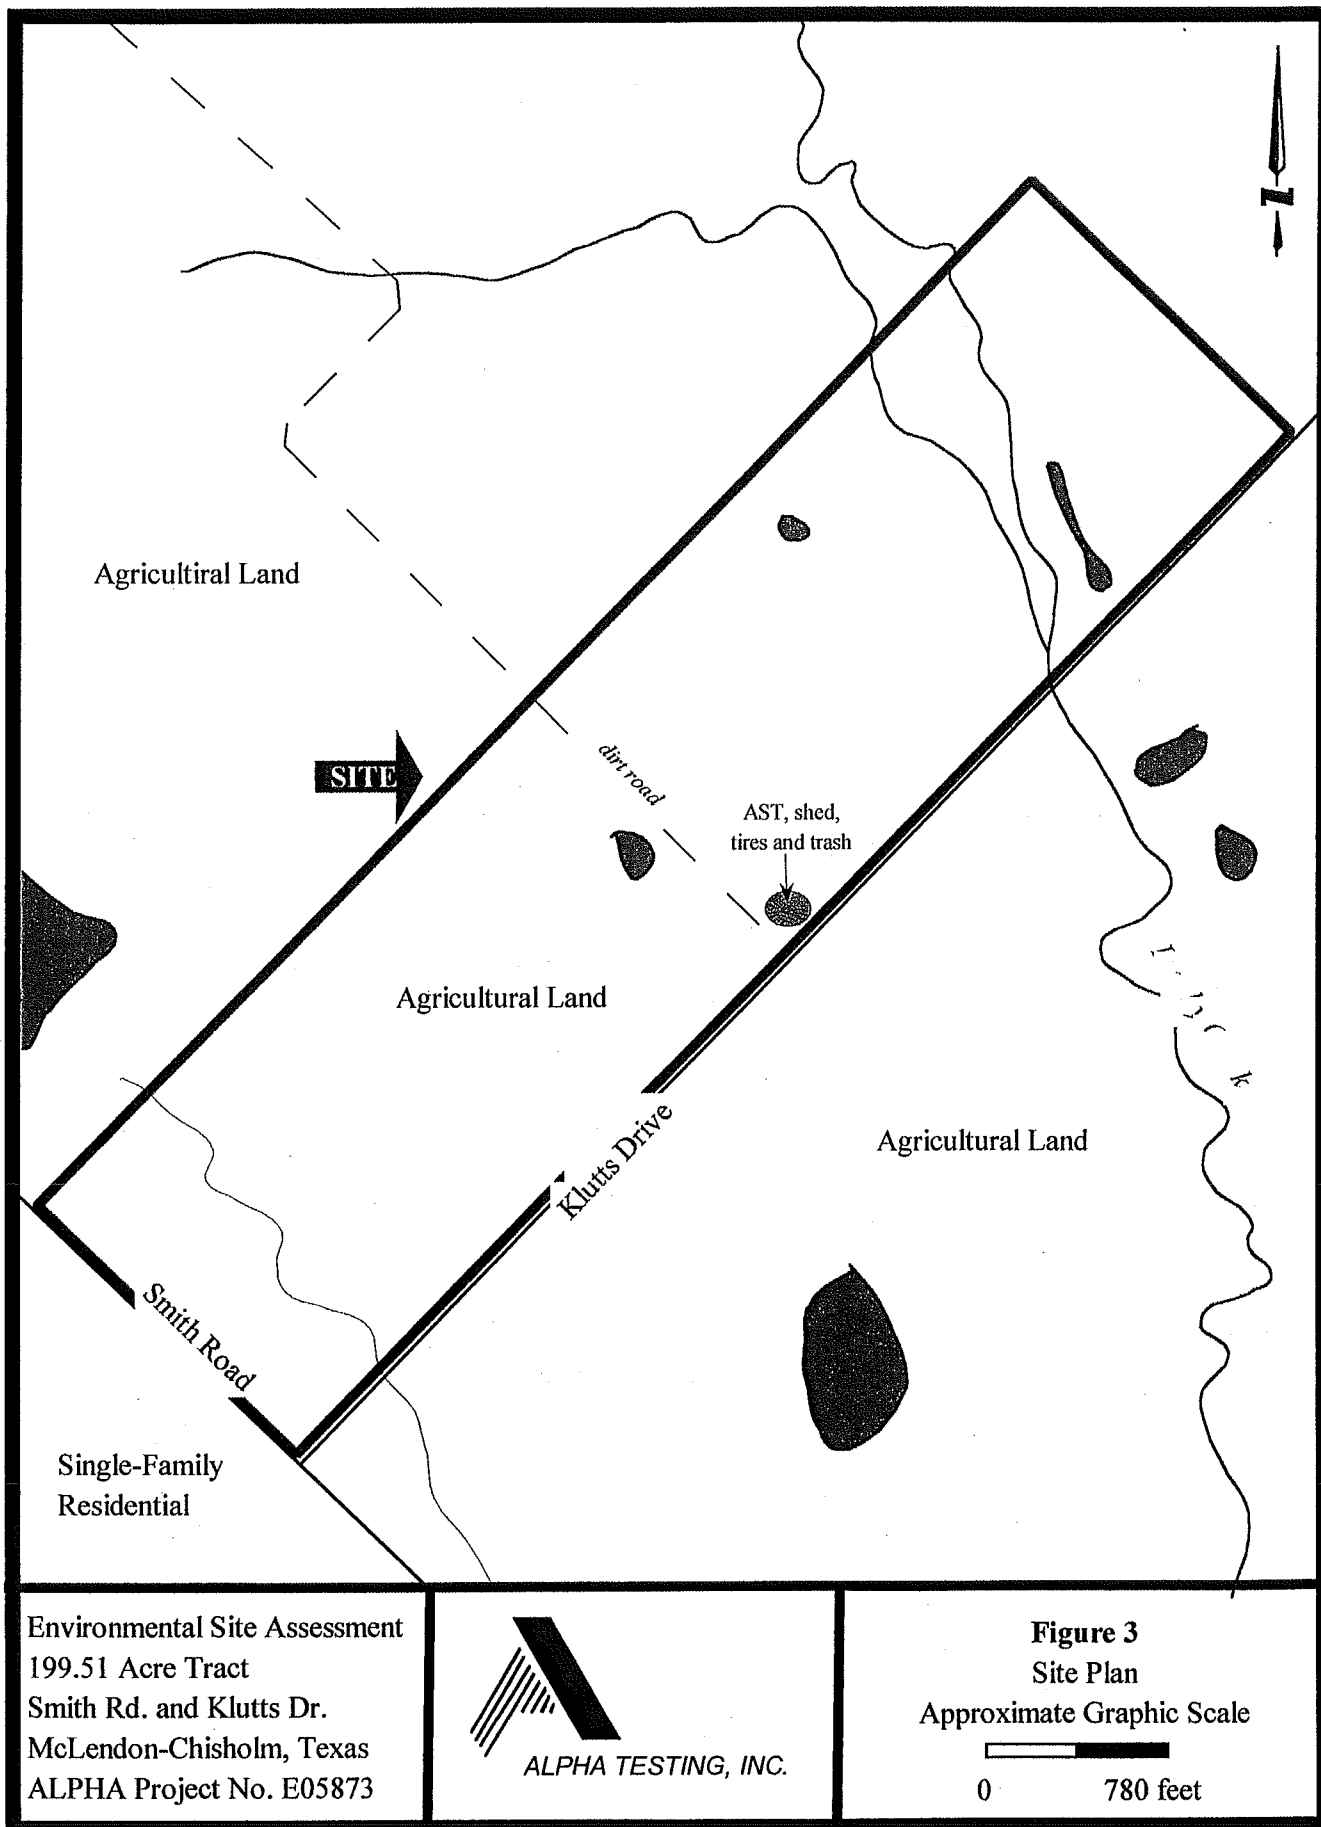 Agricultiral Land
SITE
dirt road
AST, shed,
tires and trash
Agricultural Land
Klutts Drive
Agricultural Land
Smith Road
Single-Family
Residential
Environmental Site Assessment
199.51 Acre Tract
Smith Rd. and Klutts Dr.
McLendon-Chisholm, Texas
ALPHA Project No. E05873
ALPHA TESTING, INC.
Figure 3
Site Plan
Approximate Graphic Scale
0 780 feet